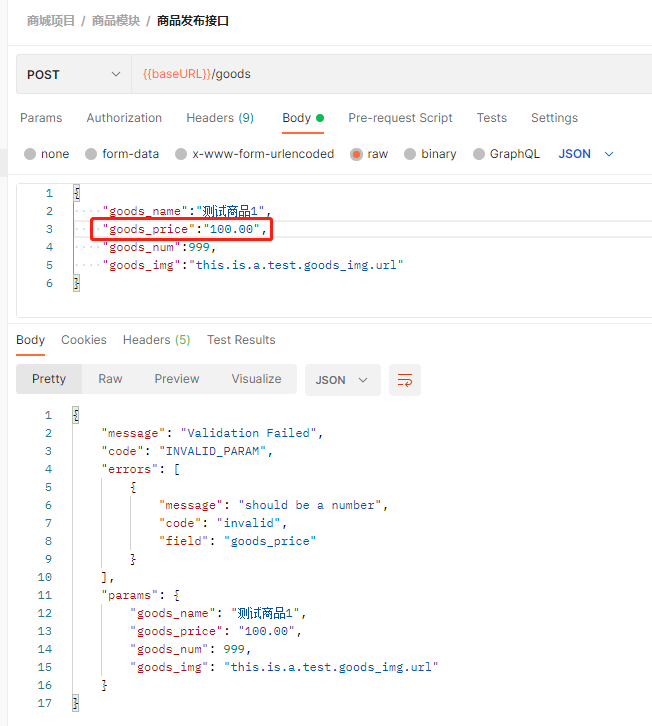 商城项目 / 商品模块 / 商品发布接口
POST {{baseURL}}/goods
Params Authorization Headers (9) Body Pre-request Script Tests Settings
none form-data x-www-form-urlencoded raw binary GraphQL JSON
1 {
2 "goods_name":"测试商品1",
3 "goods_price":"100.00",
4 "goods_num":999,
5 "goods_img":"this.is.a.test.goods_img.url"
6 }
Body Cookies Headers (5) Test Results
Pretty Raw Preview Visualize JSON
1 {
2 "message": "Validation Failed",
3 "code": "INVALID_PARAM",
4 "errors": [
5 {
6 "message": "should be a number",
7 "code": "invalid",
8 "field": "goods_price"
9 }
10 ],
11 "params": {
12 "goods_name": "测试商品1",
13 "goods_price": "100.00",
14 "goods_num": 999,
15 "goods_img": "this.is.a.test.goods_img.url"
16 }
17 }